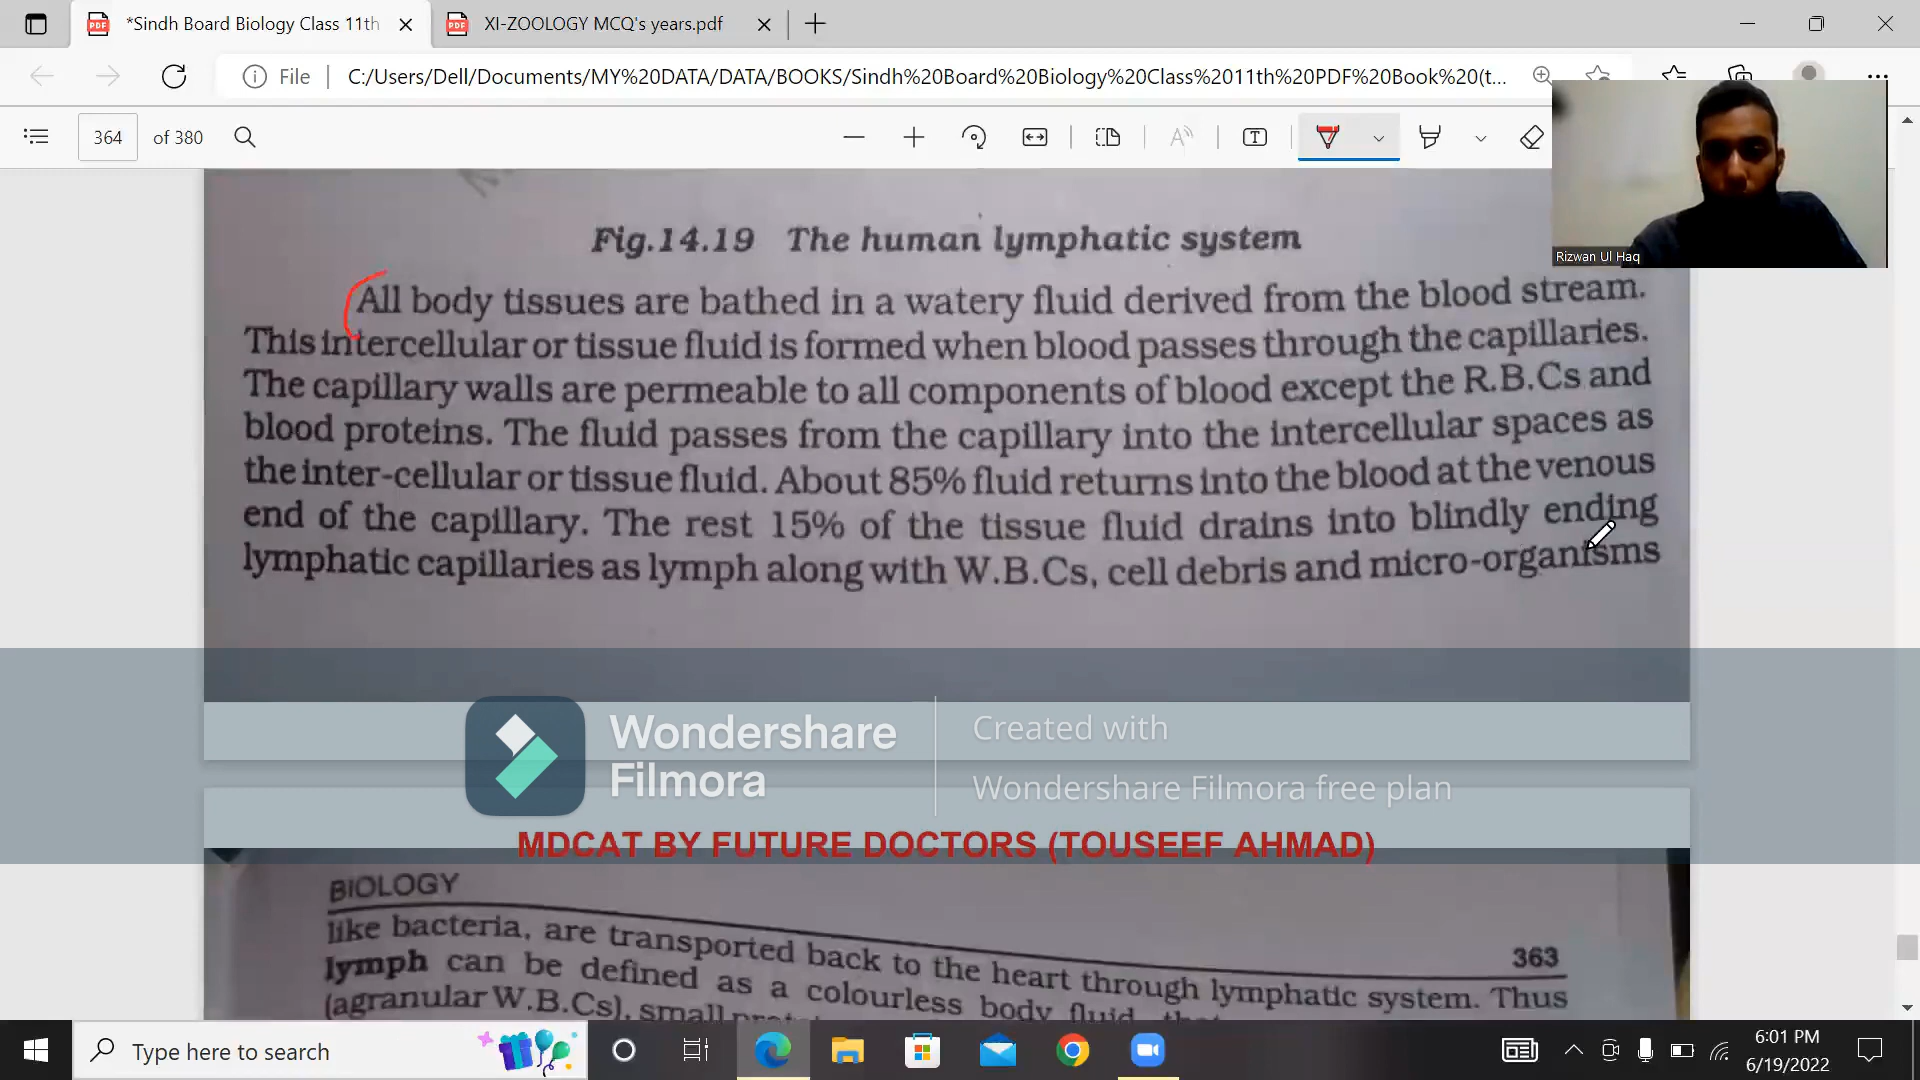 *Sindh Board Biology Class 11th
XI-ZOOLOGY MCQ's years.pdf
File
C:/Users/Dell/Documents/MY%20DATA/DATA/BOOKS/Sindh%20Board%20Biology%20Class%2011th%20PDF%20Book%20(t...
364 of 380
Rizwan Ul Haq
Fig.14.19 The human lymphatic system
All body tissues are bathed in a watery fluid derived from the blood stream.
This intercellular or tissue fluid is formed when blood passes through the capillaries.
The capillary walls are permeable to all components of blood except the R.B.Cs and
blood proteins. The fluid passes from the capillary into the intercellular spaces as
the inter-cellular or tissue fluid. About 85% fluid returns into the blood at the venous
end of the capillary. The rest 15% of the tissue fluid drains into blindly ending
lymphatic capillaries as lymph along with W.B.Cs, cell debris and micro-organisms
Wondershare
Filmora
Created with
Wondershare Filmora free plan
MDCAT BY FUTURE DOCTORS (TOUSEEF AHMAD)
BIOLOGY
363
like bacteria, are transported back to the heart through lymphatic system. Thus
lymph can be defined as a colourless body fluid,
(agranular W.B.Cs), small
Type here to search
6:01 PM
6/19/2022